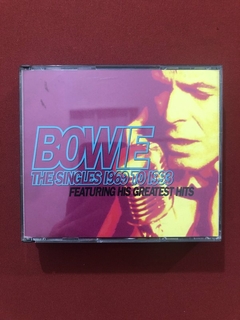 BOWIE
THE SINGLES 1969 TO 1993
FEATURING HIS GREATEST HITS